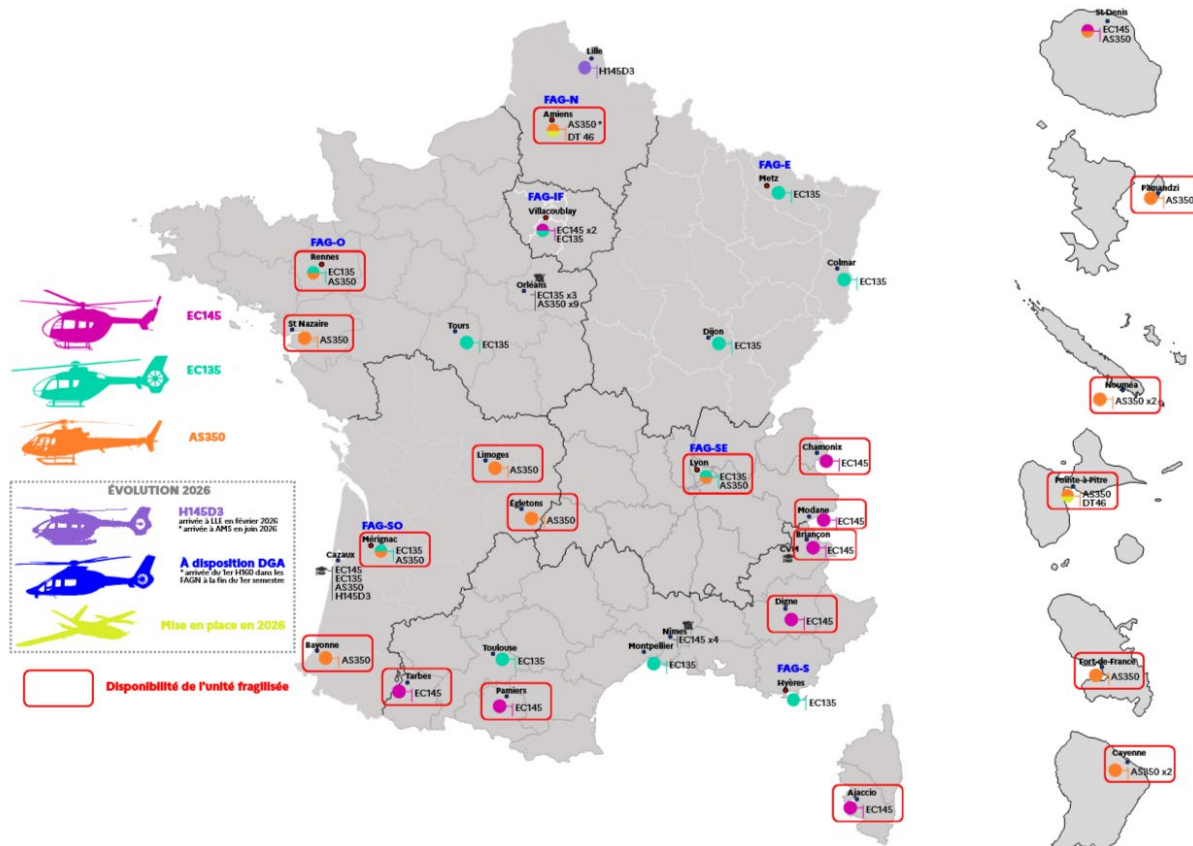 Lille
H145D3
FAG-N
Amiens
AS350 *
DT 46
FAG-E
Metz
EC135
FAG-IF
Villacoublay
EC145 x2
EC135
FAG-O
Rennes
EC135
AS350
Colmar
EC135
Orléans
EC135 x3
AS350 x9
St Nazaire
AS350
Tours
EC135
Dijon
EC135
EC145
EC135
AS350
Limoges
AS350
FAG-SE
Lyon
EC135
AS350
Chamonix
EC145
Égletons
AS350
Modane
EC145
Briançon
CVM
EC145
FAG-SO
Mérignac
EC135
AS350
Cazaux
EC145
EC135
AS350
H145D3
Digne
EC145
Nîmes
EC145 x4
Bayonne
AS350
Toulouse
EC135
Montpellier
EC135
Tarbes
EC145
Pamiers
EC145
FAG-S
Hyères
EC135
Ajaccio
EC145
ÉVOLUTION 2026
H145D3
arrivée à LLE en février 2026
* arrivée à AMS en juin 2026
À disposition DGA
* arrivée du 1er H160 dans les
FAGN à la fin du 1er semestre
Mise en place en 2026
Disponibilité de l'unité fragilisée
St-Denis
EC145
AS350
Pamandzi
AS350
Nouméa
AS350 x2
Pointe-à-Pitre
AS350
DT46
Fort-de-France
AS350
Cayenne
AS350 x2